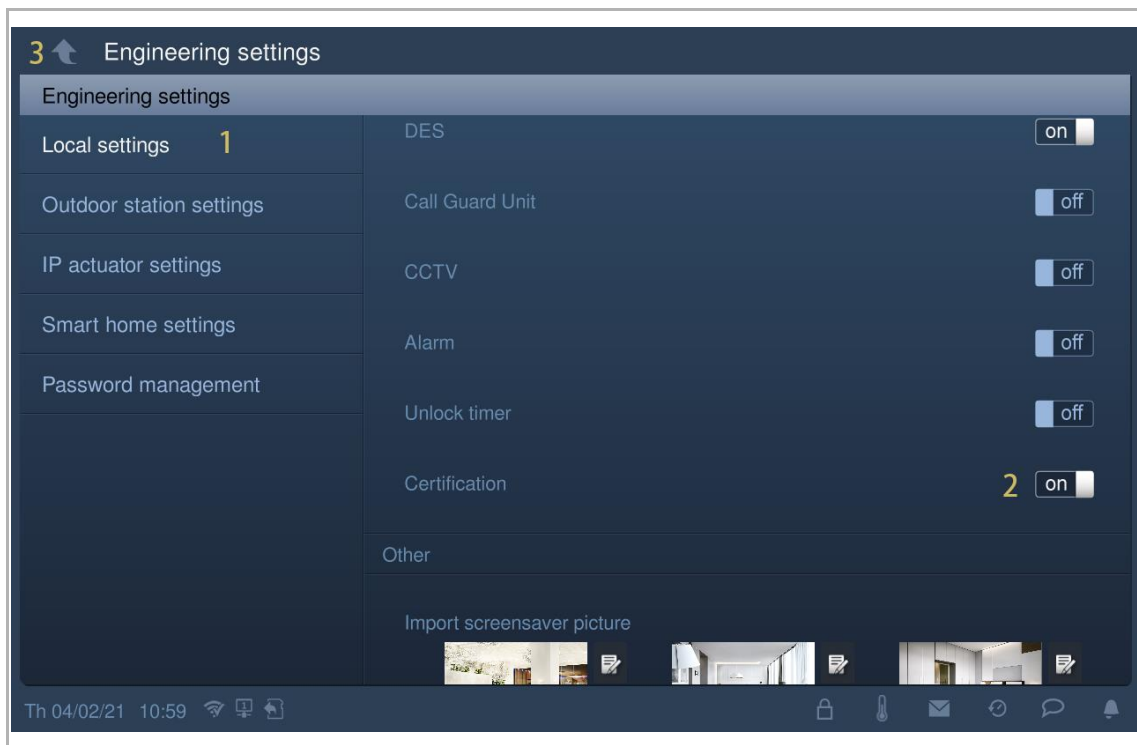 3 Engineering settings
Engineering settings
Local settings 1
DES on
Outdoor station settings
Call Guard Unit off
IP actuator settings
CCTV off
Smart home settings
Alarm off
Password management
Unlock timer off
Certification 2 on
Other
Import screensaver picture
Th 04/02/21 10:59 1